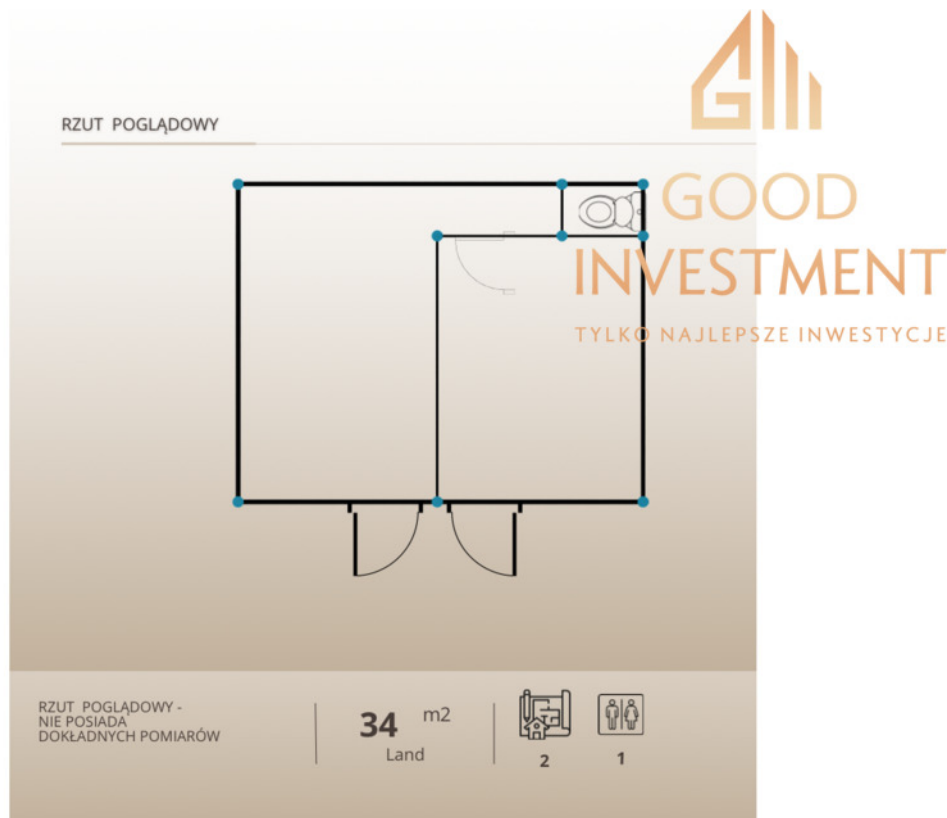 RZUT POGLĄDOWY
GOOD
INVESTMENT
TYLKO NAJLEPSZE INWESTYCJE
RZUT POGLĄDOWY -
NIE POSIADA
DOKŁADNYCH POMIARÓW
34 m2
Land
2
1